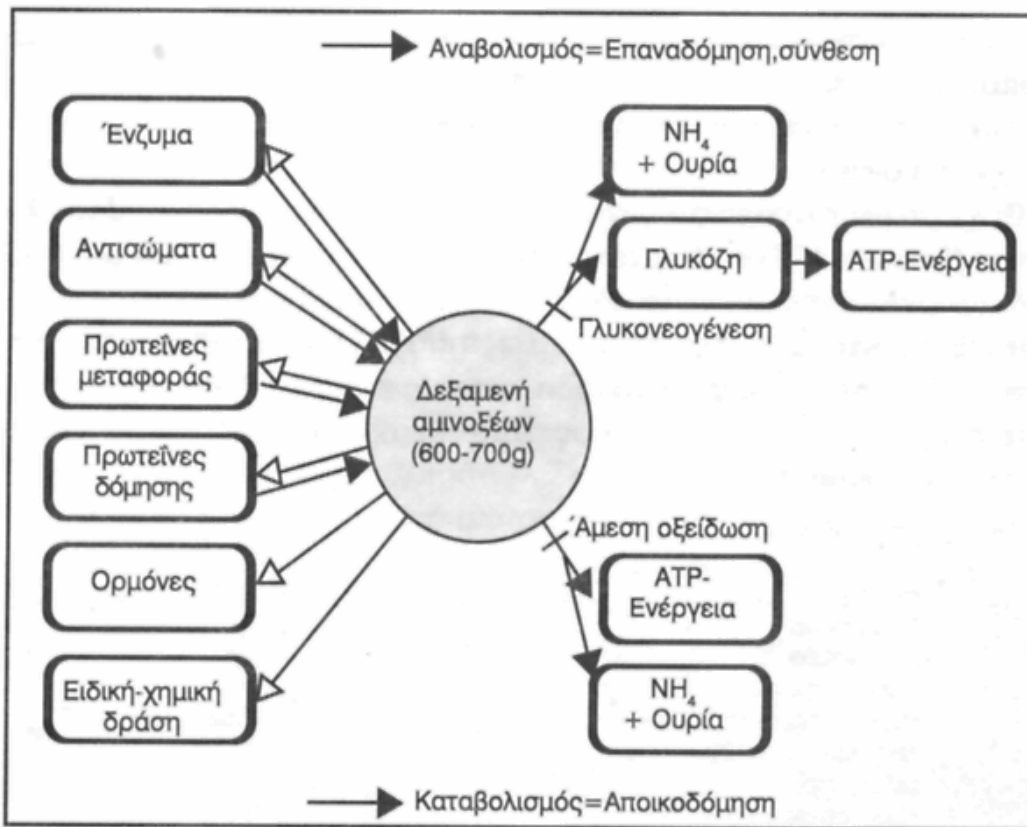 Αναβολισμός=Επαναδόμηση,σύνθεση
Ένζυμα
Αντισώματα
Πρωτεΐνες
μεταφοράς
Πρωτεΐνες
δόμησης
Ορμόνες
Ειδική-χημική
δράση
Δεξαμενή
αμινοξέων
(600-700g)
NH₄
+ Ουρία
Γλυκόζη
ATP-Ενέργεια
Γλυκονεογένεση
Άμεση οξείδωση
ATP-
Ενέργεια
NH₄
+ Ουρία
Καταβολισμός=Αποικοδόμηση